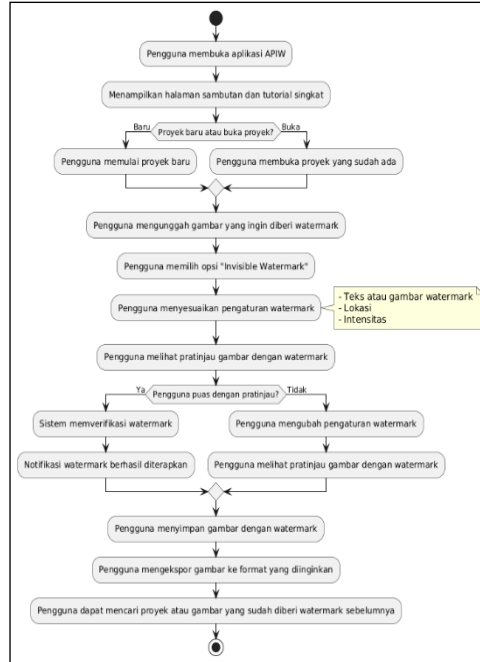 Pengguna membuka aplikasi APIW
Menampilkan halaman sambutan dan tutorial singkat
Baru
Proyek baru atau buka proyek?
Buka
Pengguna memulai proyek baru
Pengguna membuka proyek yang sudah ada
Pengguna mengunggah gambar yang ingin diberi watermark
Pengguna memilih opsi "Invisible Watermark"
Pengguna menyesuaikan pengaturan watermark
- Teks atau gambar watermark
- Lokasi
- Intensitas
Pengguna melihat pratinjau gambar dengan watermark
Ya
Pengguna puas dengan pratinjau?
Tidak
Sistem memverifikasi watermark
Pengguna mengubah pengaturan watermark
Notifikasi watermark berhasil diterapkan
Pengguna melihat pratinjau gambar dengan watermark
Pengguna menyimpan gambar dengan watermark
Pengguna mengekspor gambar ke format yang diinginkan
Pengguna dapat mencari proyek atau gambar yang sudah diberi watermark sebelumnya